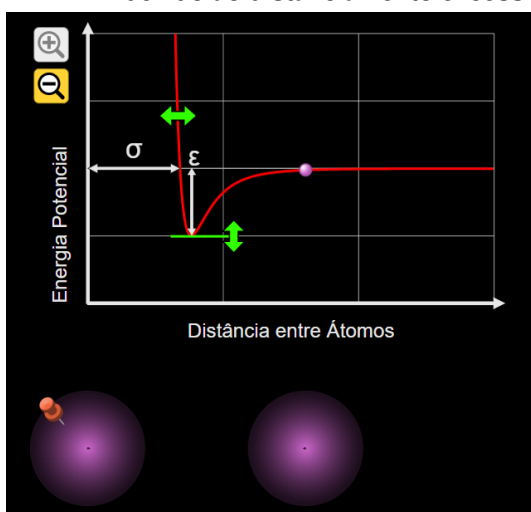 σ
ε
Energia Potencial
Distância entre Átomos